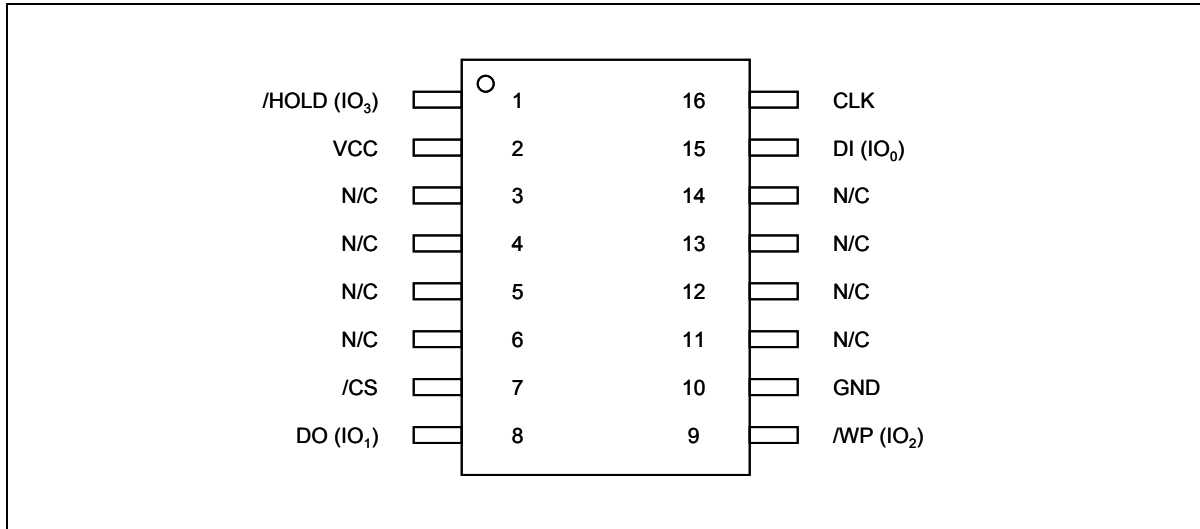 /HOLD (IO3) 1 16 CLK
VCC 2 15 DI (IO0)
N/C 3 14 N/C
N/C 4 13 N/C
N/C 5 12 N/C
N/C 6 11 N/C
/CS 7 10 GND
DO (IO1) 8 9 /WP (IO2)